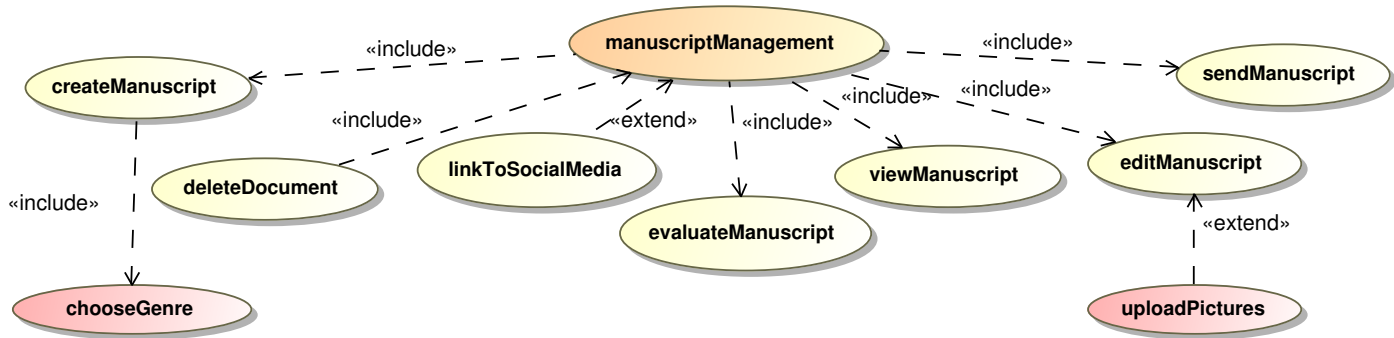 manuscriptManagement
«include»
«include»
createManuscript
sendManuscript
«include»
«include»
«include»
«extend»
«include»
deleteDocument
linkToSocialMedia
viewManuscript
editManuscript
«include»
evaluateManuscript
«extend»
chooseGenre
uploadPictures